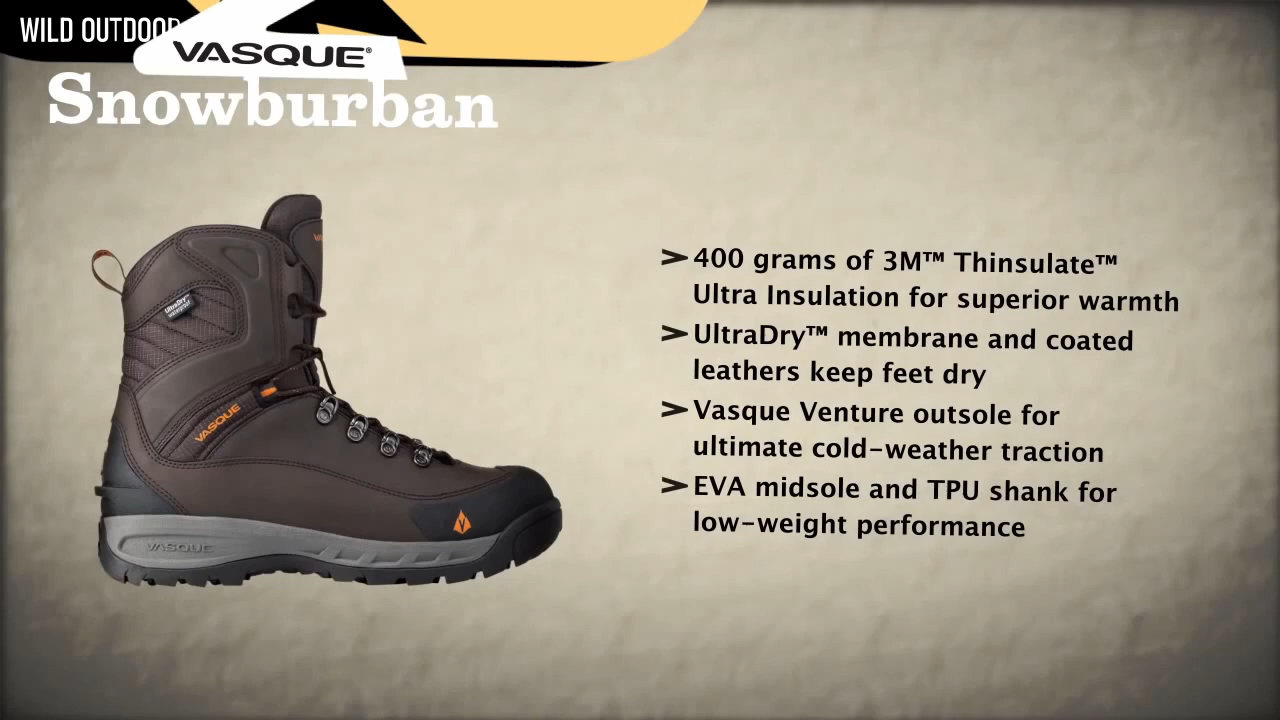 WILD OUTDOOR
VASQUE®
Snowburban
UltraDry™
waterproof
VASQUE
VASQUE
> 400 grams of 3M™ Thinsulate™
Ultra Insulation for superior warmth
> UltraDry™ membrane and coated
leathers keep feet dry
> Vasque Venture outsole for
ultimate cold-weather traction
> EVA midsole and TPU shank for
low-weight performance